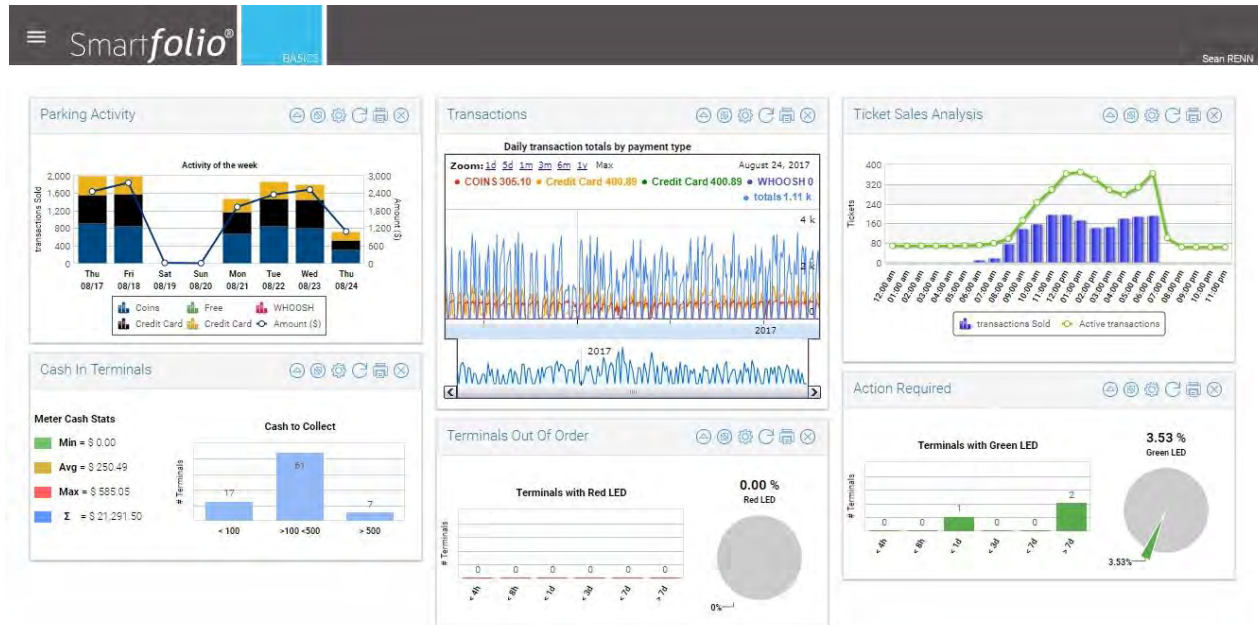 Smartfolio®
BASICS
Sean RENN
Parking Activity
Activity of the week
transactions Sold
2,000
1,600
1,200
800
400
0
3,000
2,400
1,800
1,200
600
0
Amount ($)
Thu Fri Sat Sun Mon Tue Wed Thu
08/17 08/18 08/19 08/20 08/21 08/22 08/23 08/24
Coins Free WHOOSH
Credit Card Credit Card Amount ($)
Transactions
Daily transaction totals by payment type
Zoom: 1d 5d 1m 3m 6m 1y Max August 24, 2017
COINS 305.10 Credit Card 400.89 Credit Card 400.89 WHOOSH 0
totals 1.11 k
4 k
2 k
0
2017
2017
Ticket Sales Analysis
Tickets
400
320
240
160
80
0
12:00 am 01:00 am 02:00 am 03:00 am 04:00 am 05:00 am 06:00 am 07:00 am 08:00 am 09:00 am 10:00 am 11:00 am 12:00 pm 01:00 pm 02:00 pm 03:00 pm 04:00 pm 05:00 pm 06:00 pm 07:00 pm 08:00 pm 09:00 pm 10:00 pm 11:00 pm
transactions Sold Active transactions
Cash In Terminals
Meter Cash Stats
Min = $ 0.00
Avg = $ 250.49
Max = $ 585.05
Σ = $ 21,291.50
Cash to Collect
# Terminals
17 61 7
< 100 >100 <500 > 500
Terminals Out Of Order
Terminals with Red LED
# Terminals
0 0 0 0 0 0
< 4h < 8h < 1d < 3d < 7d > 7d
0.00 %
Red LED
0%
Action Required
Terminals with Green LED
# Terminals
0 0 1 0 0 2
< 4h < 8h < 1d < 3d < 7d > 7d
3.53 %
Green LED
3.53%